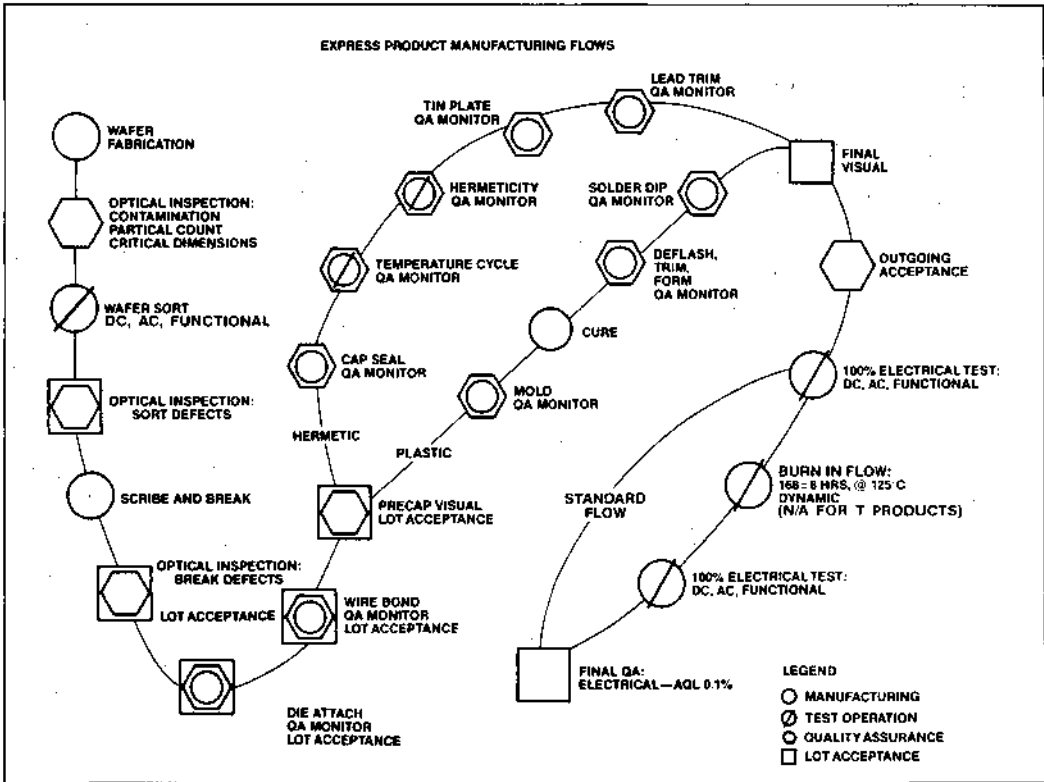 EXPRESS PRODUCT MANUFACTURING FLOWS
WAFER
FABRICATION
OPTICAL INSPECTION:
CONTAMINATION
PARTICAL COUNT
CRITICAL DIMENSIONS
WAFER SORT
DC, AC, FUNCTIONAL
OPTICAL INSPECTION:
SORT DEFECTS
SCRIBE AND BREAK
OPTICAL INSPECTION:
BREAK DEFECTS
LOT ACCEPTANCE
DIE ATTACH
QA MONITOR
LOT ACCEPTANCE
WIRE BOND
QA MONITOR
LOT ACCEPTANCE
PRECAP VISUAL
LOT ACCEPTANCE
HERMETIC
CAP SEAL
QA MONITOR
TEMPERATURE CYCLE
QA MONITOR
HERMETICITY
QA MONITOR
TIN PLATE
QA MONITOR
LEAD TRIM
QA MONITOR
PLASTIC
MOLD
QA MONITOR
CURE
DEFLASH,
TRIM,
FORM
QA MONITOR
SOLDER DIP
QA MONITOR
FINAL
VISUAL
OUTGOING
ACCEPTANCE
100% ELECTRICAL TEST:
DC, AC, FUNCTIONAL
STANDARD
FLOW
BURN IN FLOW:
168 ± 8 HRS, @ 125°C
DYNAMIC
(N/A FOR T PRODUCTS)
100% ELECTRICAL TEST:
DC, AC, FUNCTIONAL
FINAL QA:
ELECTRICAL—AQL 0.1%
LEGEND
MANUFACTURING
TEST OPERATION
QUALITY ASSURANCE
LOT ACCEPTANCE